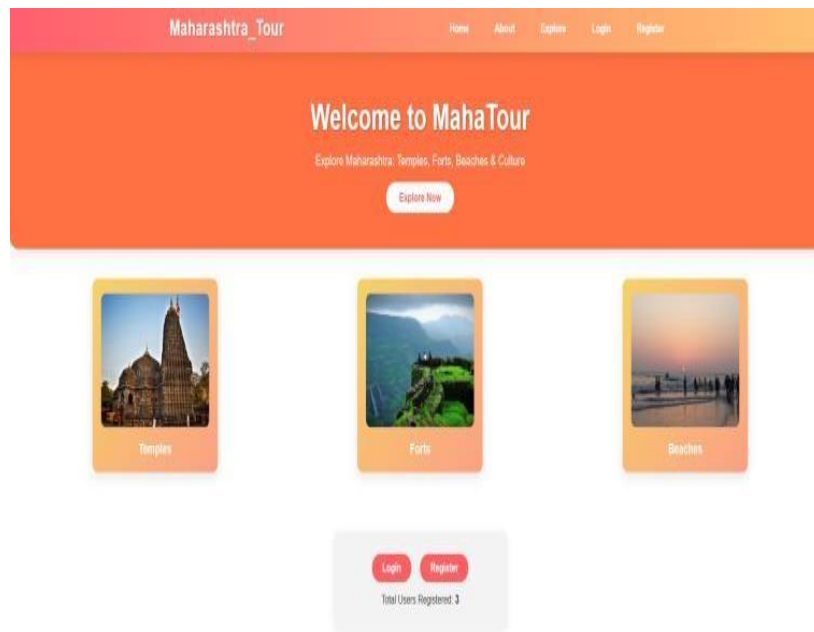 Maharashtra_Tour
Home About Explore Login Register
Welcome to MahaTour
Explore Maharashtra: Temples, Forts, Beaches & Culture
Explore Now
Temples
Forts
Beaches
Login Register
Total Users Registered: 3